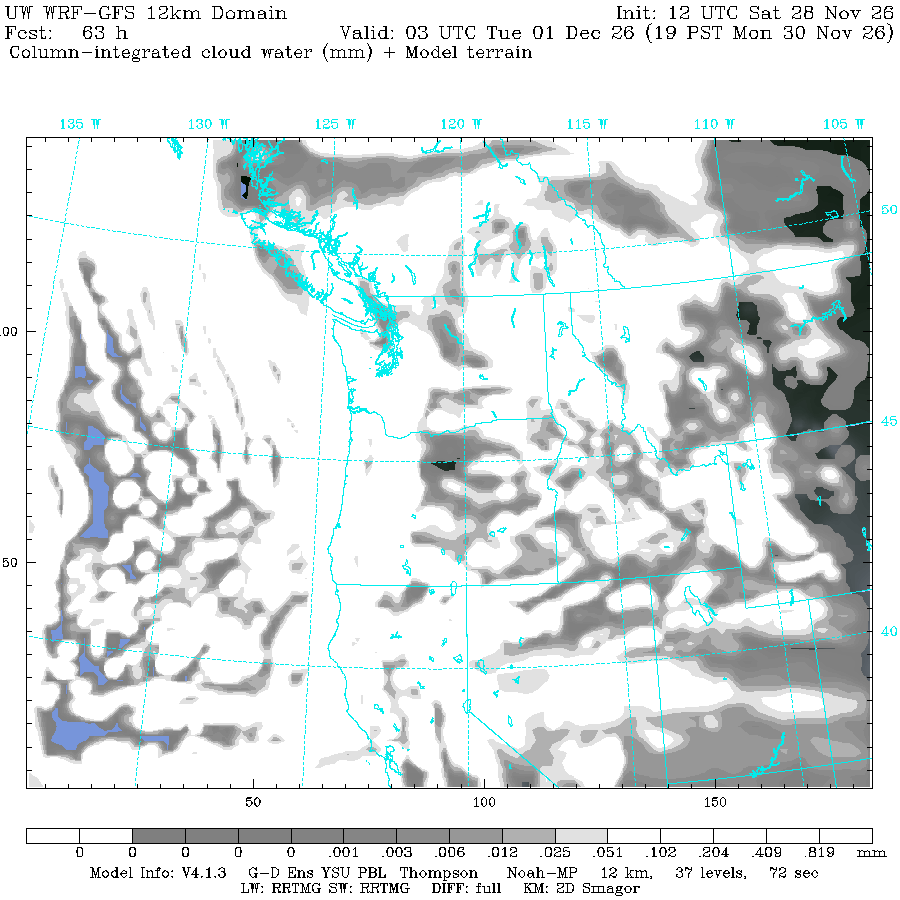 UW WRF-GFS 12km Domain Init: 12 UTC Sat 28 Nov 26
Fcst: 63 h Valid: 03 UTC Tue 01 Dec 26 (19 PST Mon 30 Nov 26)
Column-integrated cloud water (mm) + Model terrain
135 W 130 W 125 W 120 W 115 W 110 W 105 W
50
00
45
50
40
50 100 150
0 0 0 0 .001 .003 .006 .012 .025 .051 .102 .204 .409 .819 mm
Model Info: V4.1.3 G-D Ens YSU PBL Thompson Noah-MP 12 km, 37 levels, 72 sec
LW: RRTMG SW: RRTMG DIFF: full KM: 2D Smagor